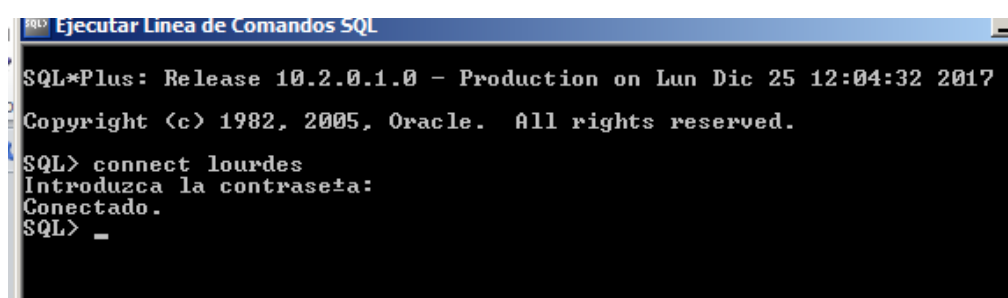 Ejecutar Linea de Comandos SQL
SQL*Plus: Release 10.2.0.1.0 - Production on Lun Dic 25 12:04:32 2017
Copyright (c) 1982, 2005, Oracle.  All rights reserved.
SQL> connect lourdes
Introduzca la contrase±a:
Conectado.
SQL> _